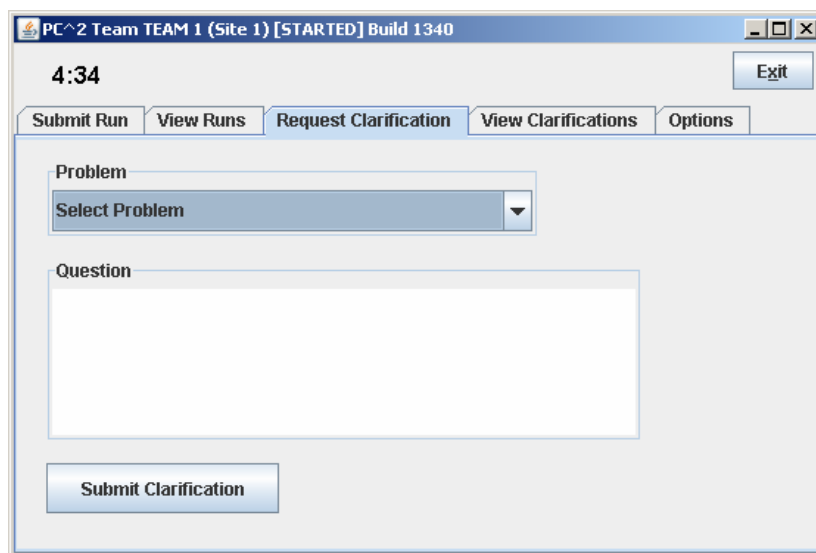 PC^2 Team TEAM 1 (Site 1) [STARTED] Build 1340
4:34
Exit
Submit Run View Runs Request Clarification View Clarifications Options
Problem
Select Problem
Question
Submit Clarification